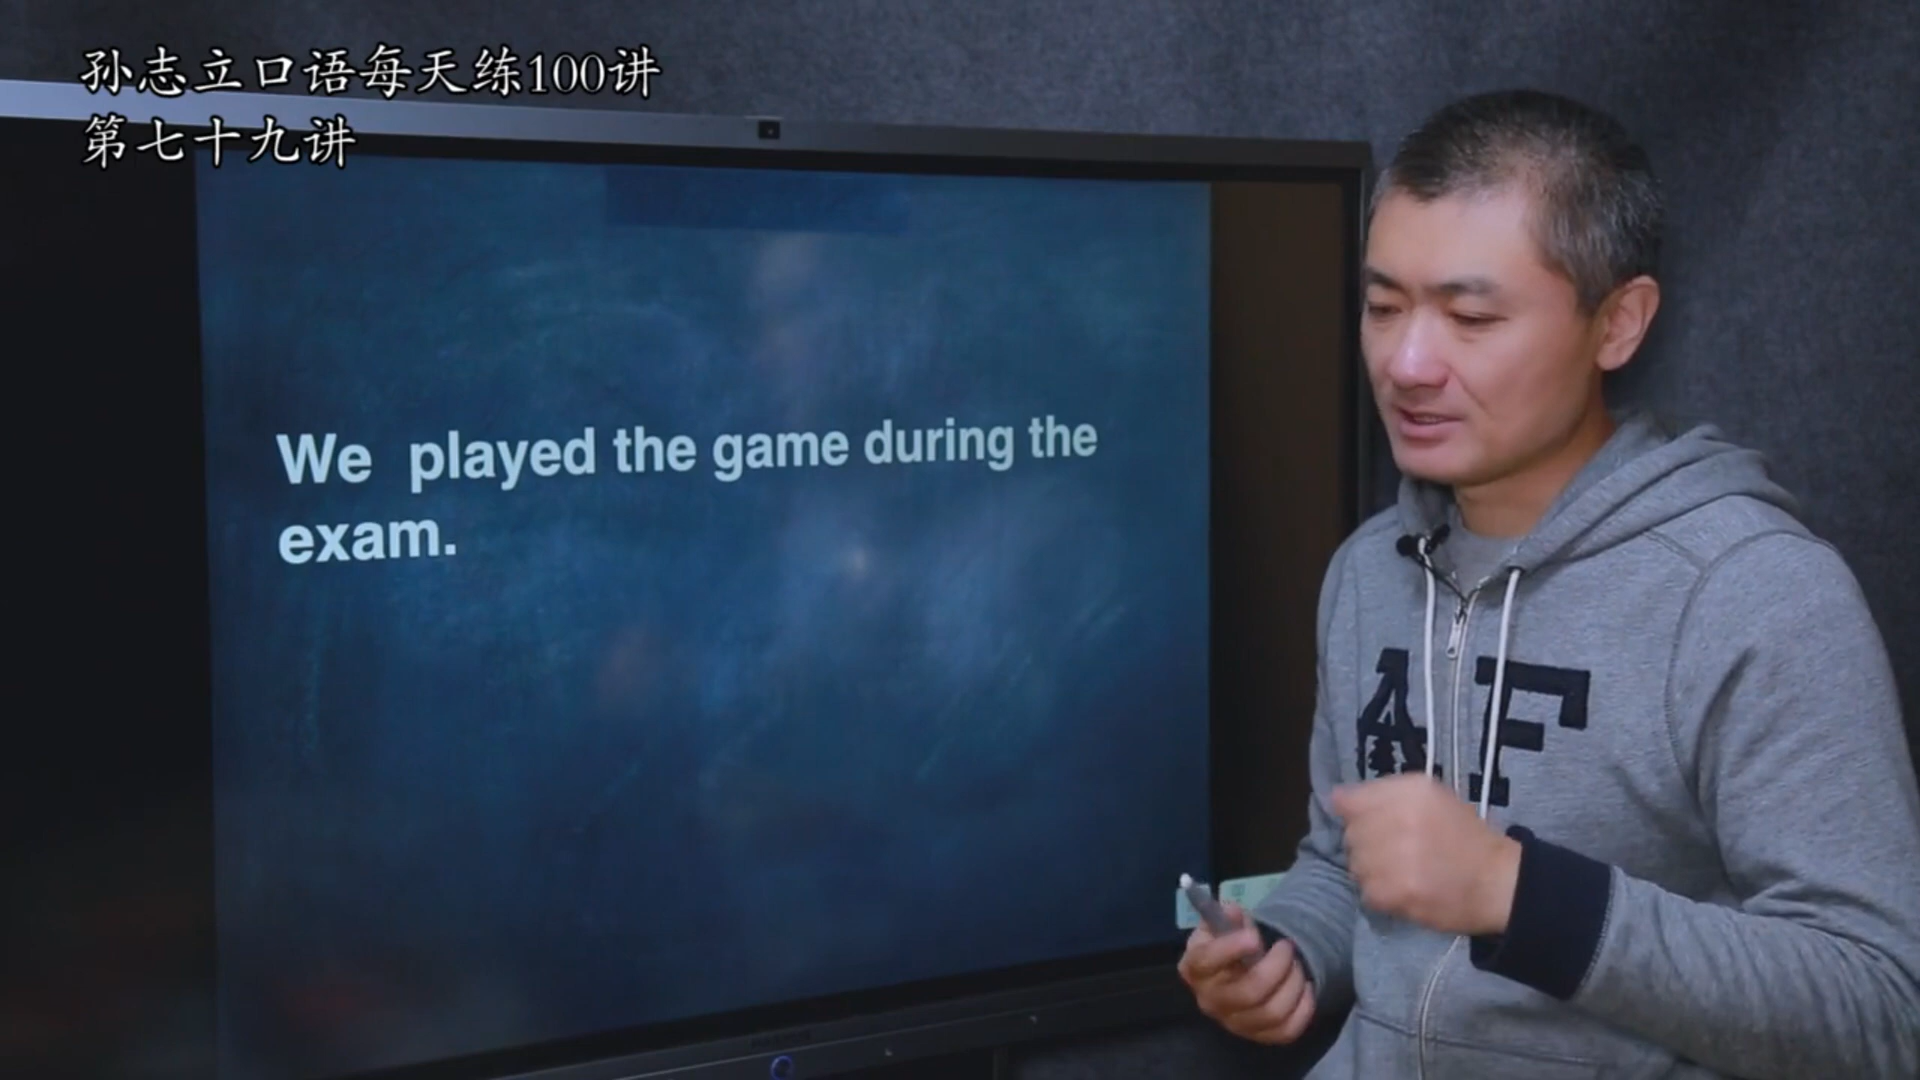 孙志立口语每天练100讲
第七十九讲
We played the game during the
exam.
AF